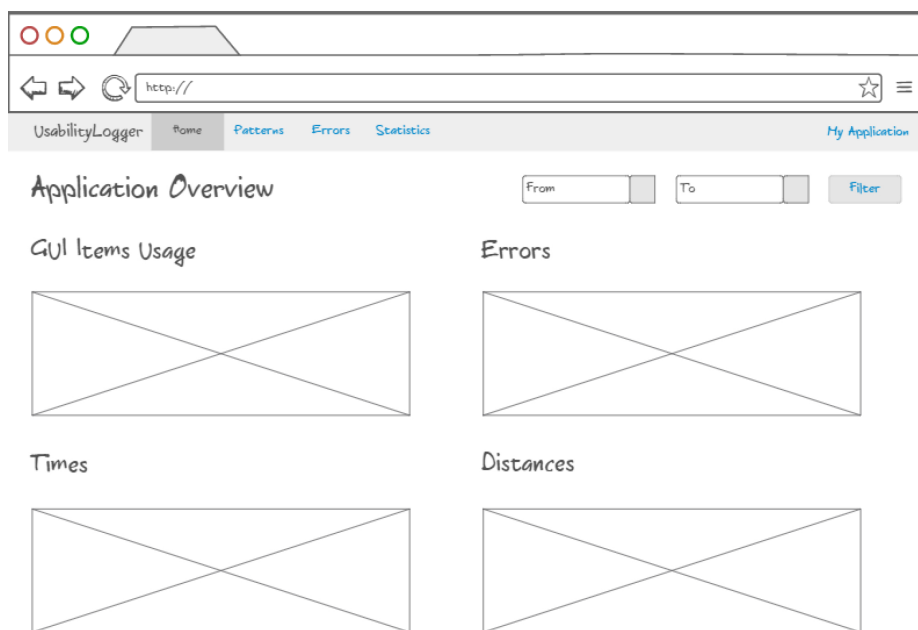 http://
UsabilityLogger Home Patterns Errors Statistics My Application
Application Overview From To Filter
GUI Items Usage Errors
Times Distances